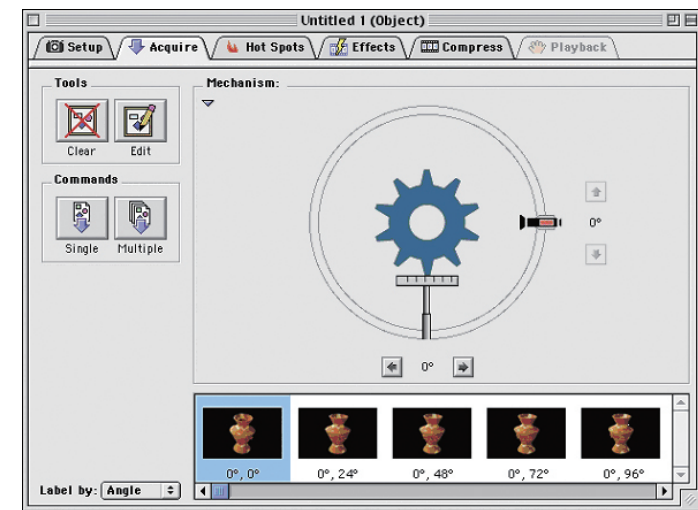 Untitled 1 (Object)
Setup Acquire Hot Spots Effects Compress Playback
Tools
Clear Edit
Commands
Single Multiple
Mechanism:
0°
0°
0°, 0° 0°, 24° 0°, 48° 0°, 72° 0°, 96°
Label by: Angle